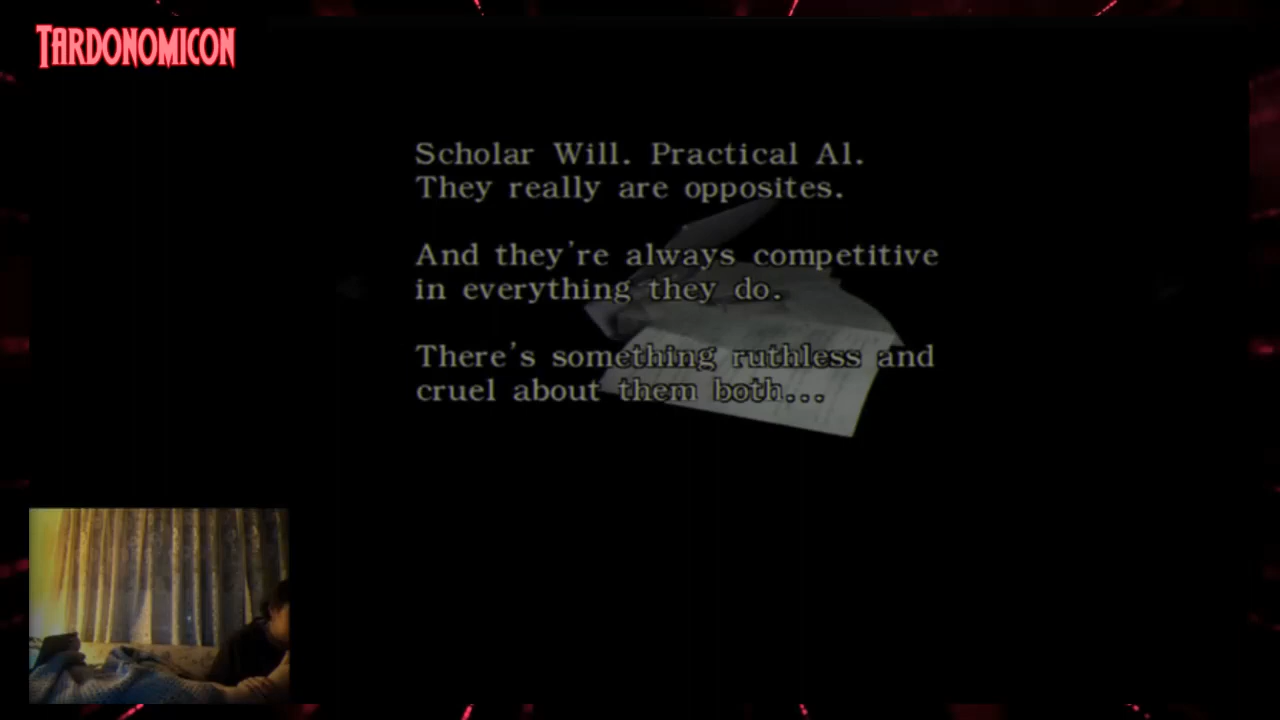 TARDONOMICON
Scholar Will. Practical Al.
They really are opposites.
And they're always competitive
in everything they do.
There's something ruthless and
cruel about them both...